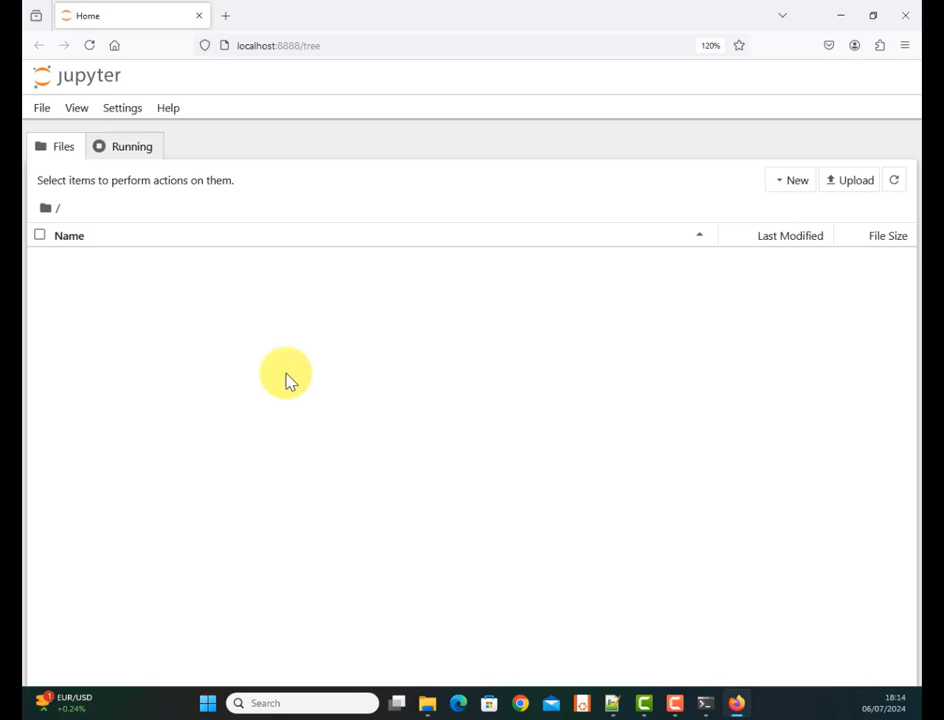 Home
localhost:8888/tree
120%
jupyter
File View Settings Help
Files Running
Select items to perform actions on them.
New Upload
/
Name Last Modified File Size
1
EUR/USD
+0.24%
Search
18:14
06/07/2024